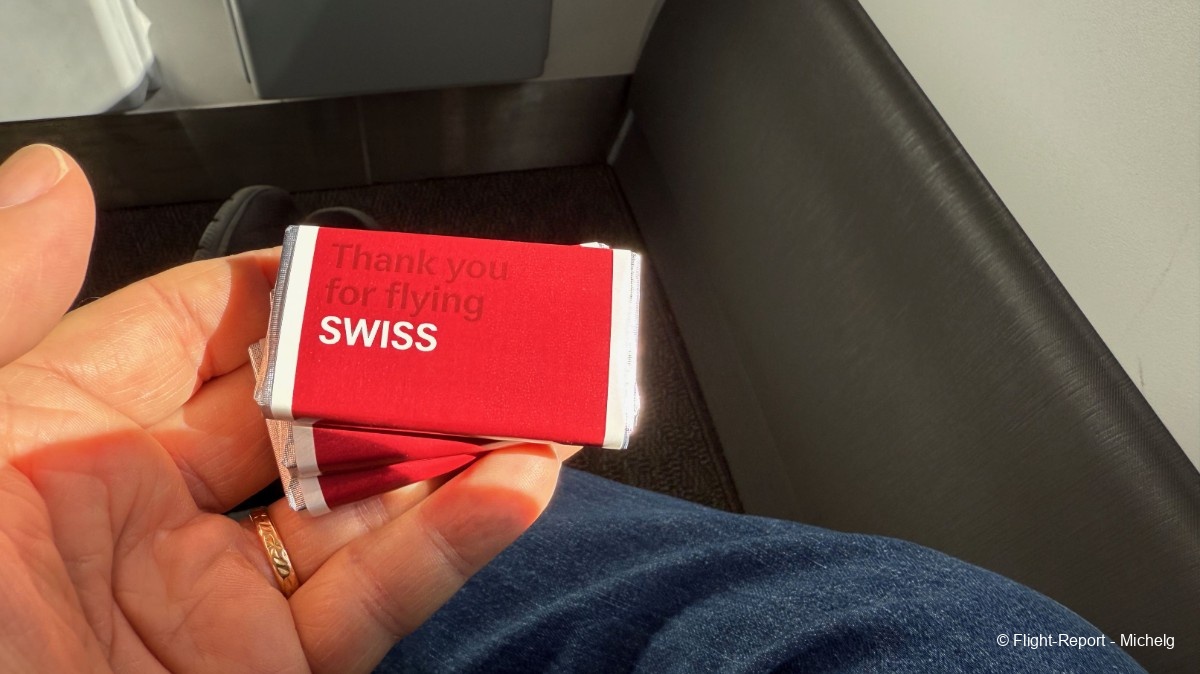 Thank you
for flying
SWISS
© Flight-Report - Michelg